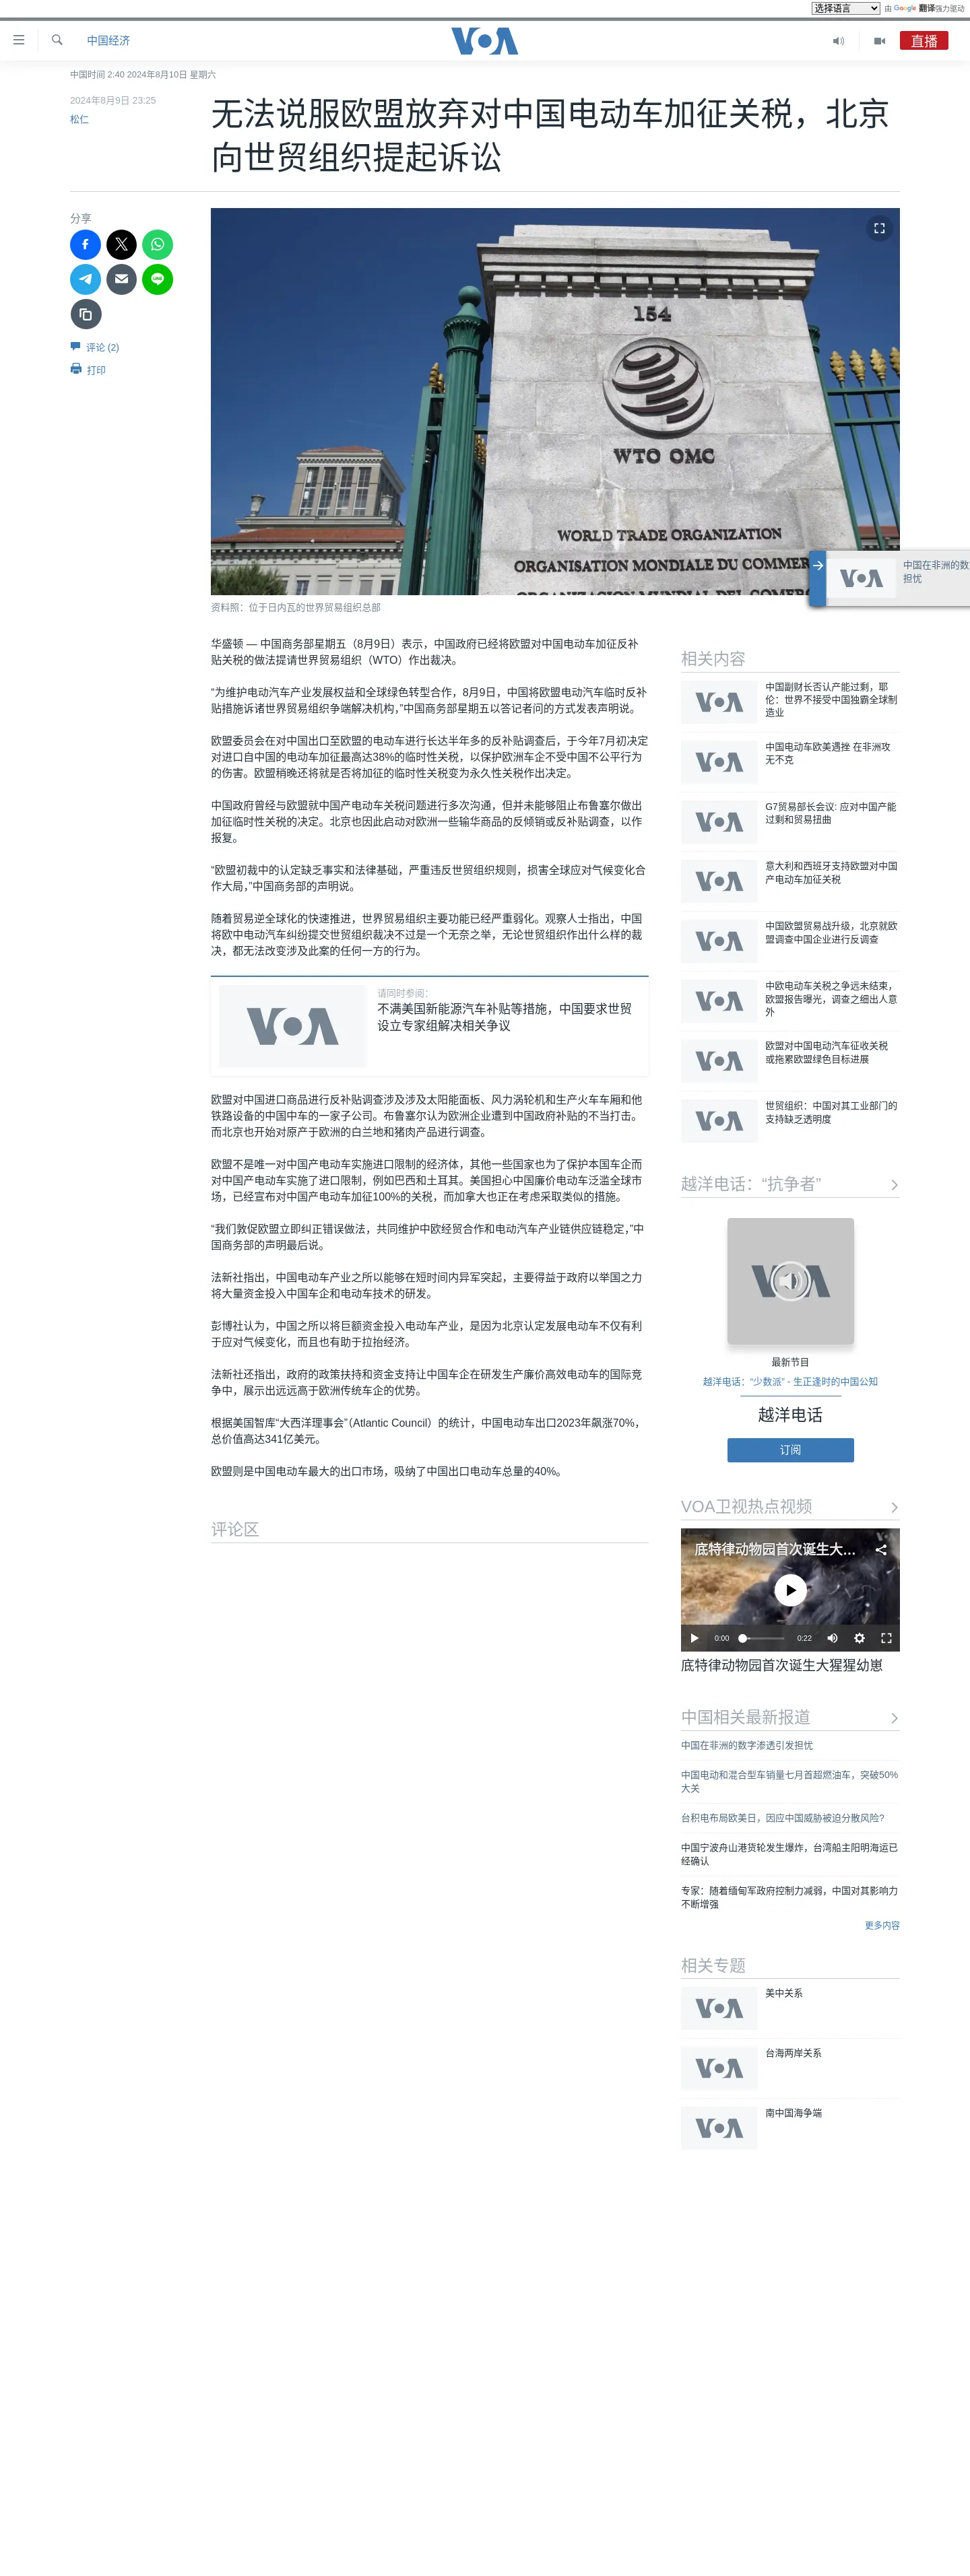 选择语言 由 Google 翻译强力驱动
中国经济
VOA
直播
中国时间 2:40 2024年8月10日 星期六
2024年8月9日 23:25
松仁
无法说服欧盟放弃对中国电动车加征关税，北京
向世贸组织提起诉讼
分享
评论 (2)
打印
154
WTO OMC
WORLD TRADE ORGANIZATION
ORGANISATION MONDIALE DU COMMERCE
资料照：位于日内瓦的世界贸易组织总部
中国在非洲的数
担忧
华盛顿 — 中国商务部星期五（8月9日）表示，中国政府已经将欧盟对中国电动车加征反补
贴关税的做法提请世界贸易组织（WTO）作出裁决。
“为维护电动汽车产业发展权益和全球绿色转型合作，8月9日，中国将欧盟电动汽车临时反补
贴措施诉诸世界贸易组织争端解决机构，”中国商务部星期五以答记者问的方式发表声明说。
欧盟委员会在对中国出口至欧盟的电动车进行长达半年多的反补贴调查后，于今年7月初决定
对进口自中国的电动车加征最高达38%的临时性关税，以保护欧洲车企不受中国不公平行为
的伤害。欧盟稍晚还将就是否将加征的临时性关税变为永久性关税作出决定。
中国政府曾经与欧盟就中国产电动车关税问题进行多次沟通，但并未能够阻止布鲁塞尔做出
加征临时性关税的决定。北京也因此启动对欧洲一些输华商品的反倾销或反补贴调查，以作
报复。
“欧盟初裁中的认定缺乏事实和法律基础，严重违反世贸组织规则，损害全球应对气候变化合
作大局，”中国商务部的声明说。
随着贸易逆全球化的快速推进，世界贸易组织主要功能已经严重弱化。观察人士指出，中国
将欧中电动汽车纠纷提交世贸组织裁决不过是一个无奈之举，无论世贸组织作出什么样的裁
决，都无法改变涉及此案的任何一方的行为。
VOA
请同时参阅：
不满美国新能源汽车补贴等措施，中国要求世贸
设立专家组解决相关争议
欧盟对中国进口商品进行反补贴调查涉及涉及太阳能面板、风力涡轮机和生产火车车厢和他
铁路设备的中国中车的一家子公司。布鲁塞尔认为欧洲企业遭到中国政府补贴的不当打击。
而北京也开始对原产于欧洲的白兰地和猪肉产品进行调查。
欧盟不是唯一对中国产电动车实施进口限制的经济体，其他一些国家也为了保护本国车企而
对中国产电动车实施了进口限制，例如巴西和土耳其。美国担心中国廉价电动车泛滥全球市
场，已经宣布对中国产电动车加征100%的关税，而加拿大也正在考虑采取类似的措施。
“我们敦促欧盟立即纠正错误做法，共同维护中欧经贸合作和电动汽车产业链供应链稳定，”中
国商务部的声明最后说。
法新社指出，中国电动车产业之所以能够在短时间内异军突起，主要得益于政府以举国之力
将大量资金投入中国车企和电动车技术的研发。
彭博社认为，中国之所以将巨额资金投入电动车产业，是因为北京认定发展电动车不仅有利
于应对气候变化，而且也有助于拉抬经济。
法新社还指出，政府的政策扶持和资金支持让中国车企在研发生产廉价高效电动车的国际竞
争中，展示出远远高于欧洲传统车企的优势。
根据美国智库“大西洋理事会”（Atlantic Council）的统计，中国电动车出口2023年飙涨70%，
总价值高达341亿美元。
欧盟则是中国电动车最大的出口市场，吸纳了中国出口电动车总量的40%。
评论区
相关内容
中国副财长否认产能过剩，耶
伦：世界不接受中国独霸全球制
造业
中国电动车欧美遇挫 在非洲攻
无不克
G7贸易部长会议: 应对中国产能
过剩和贸易扭曲
意大利和西班牙支持欧盟对中国
产电动车加征关税
中国欧盟贸易战升级，北京就欧
盟调查中国企业进行反调查
中欧电动车关税之争远未结束，
欧盟报告曝光，调查之细出人意
外
欧盟对中国电动汽车征收关税
或拖累欧盟绿色目标进展
世贸组织：中国对其工业部门的
支持缺乏透明度
越洋电话：“抗争者”
最新节目
越洋电话：“少数派” - 生正逢时的中国公知
越洋电话
订阅
VOA卫视热点视频
底特律动物园首次诞生大...
0:00
0:22
底特律动物园首次诞生大猩猩幼崽
中国相关最新报道
中国在非洲的数字渗透引发担忧
中国电动和混合型车销量七月首超燃油车，突破50%
大关
台积电布局欧美日，因应中国威胁被迫分散风险?
中国宁波舟山港货轮发生爆炸，台湾船主阳明海运已
经确认
专家：随着缅甸军政府控制力减弱，中国对其影响力
不断增强
更多内容
相关专题
美中关系
台海两岸关系
南中国海争端